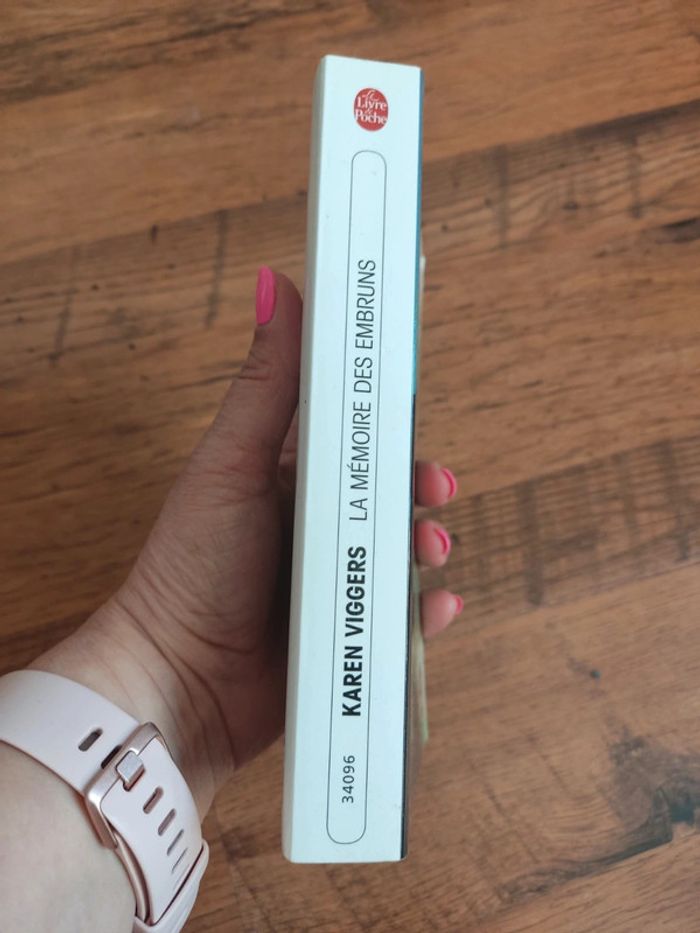 Le
Livre
de
Poche
34096 KAREN VIGGERS LA MÉMOIRE DES EMBRUNS